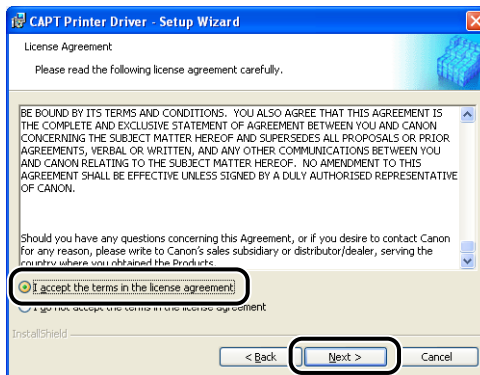 CAPT Printer Driver - Setup Wizard
License Agreement
Please read the following license agreement carefully.
BE BOUND BY ITS TERMS AND CONDITIONS. YOU ALSO AGREE THAT THIS AGREEMENT IS
THE COMPLETE AND EXCLUSIVE STATEMENT OF AGREEMENT BETWEEN YOU AND CANON
CONCERNING THE SUBJECT MATTER HEREOF AND SUPERSEDES ALL PROPOSALS OR PRIOR
AGREEMENTS, VERBAL OR WRITTEN, AND ANY OTHER COMMUNICATIONS BETWEEN YOU
AND CANON RELATING TO THE SUBJECT MATTER HEREOF. NO AMENDMENT TO THIS
AGREEMENT SHALL BE EFFECTIVE UNLESS SIGNED BY A DULY AUTHORISED REPRESENTATIVE
OF CANON.
Should you have any questions concerning this Agreement, or if you desire to contact Canon
for any reason, please write to Canon's sales subsidiary or distributor/dealer, serving the
country where you obtained the Products.
I accept the terms in the license agreement
I do not accept the terms in the license agreement
InstallShield
< Back
Next >
Cancel